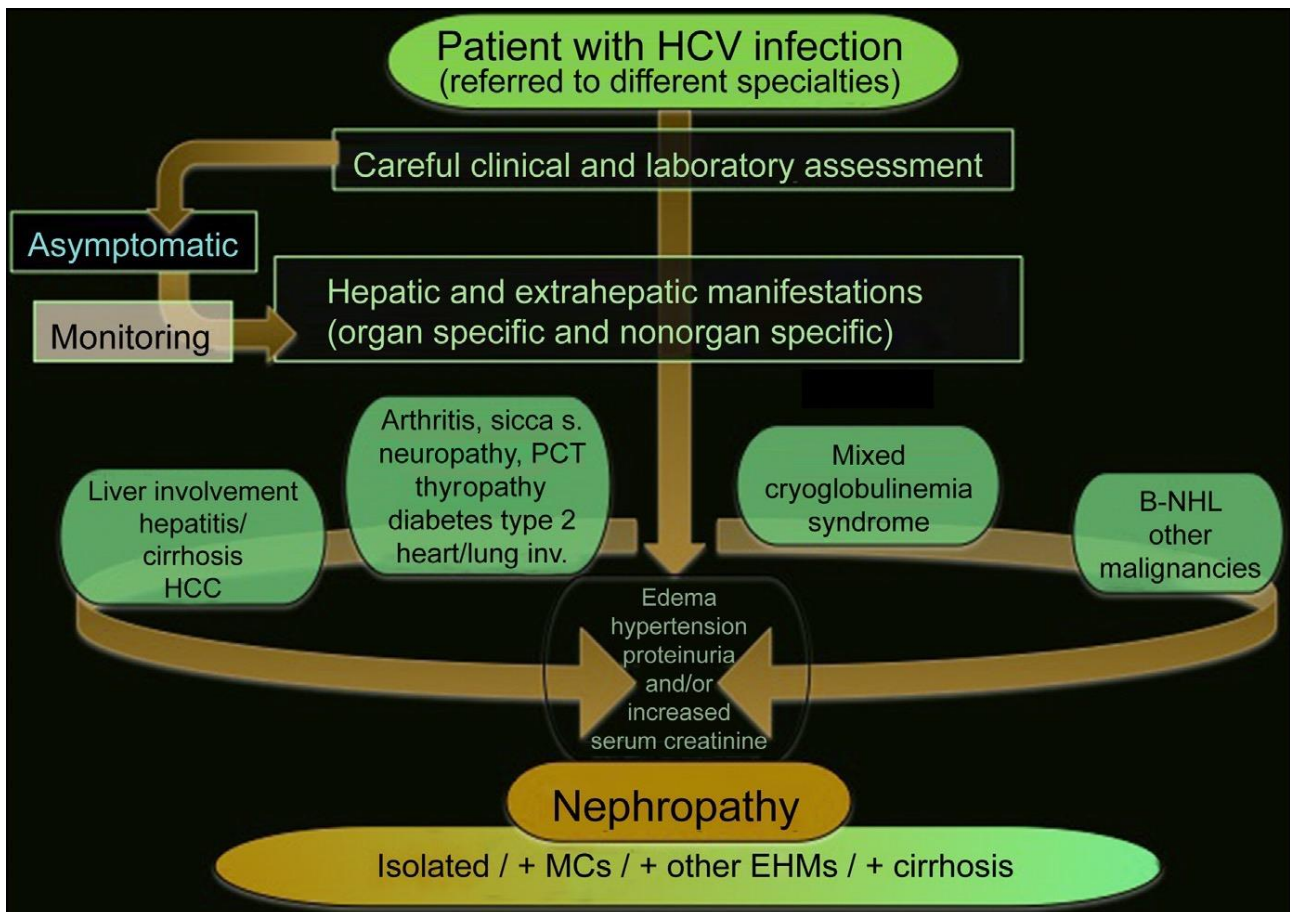 Patient with HCV infection
(referred to different specialties)
Careful clinical and laboratory assessment
Asymptomatic
Monitoring
Hepatic and extrahepatic manifestations
(organ specific and nonorgan specific)
Liver involvement
hepatitis/
cirrhosis
HCC
Arthritis, sicca s.
neuropathy, PCT
thyropathy
diabetes type 2
heart/lung inv.
Mixed
cryoglobulinemia
syndrome
B-NHL
other
malignancies
Edema
hypertension
proteinuria
and/or
increased
serum creatinine
Nephropathy
Isolated / + MCs / + other EHMs / + cirrhosis